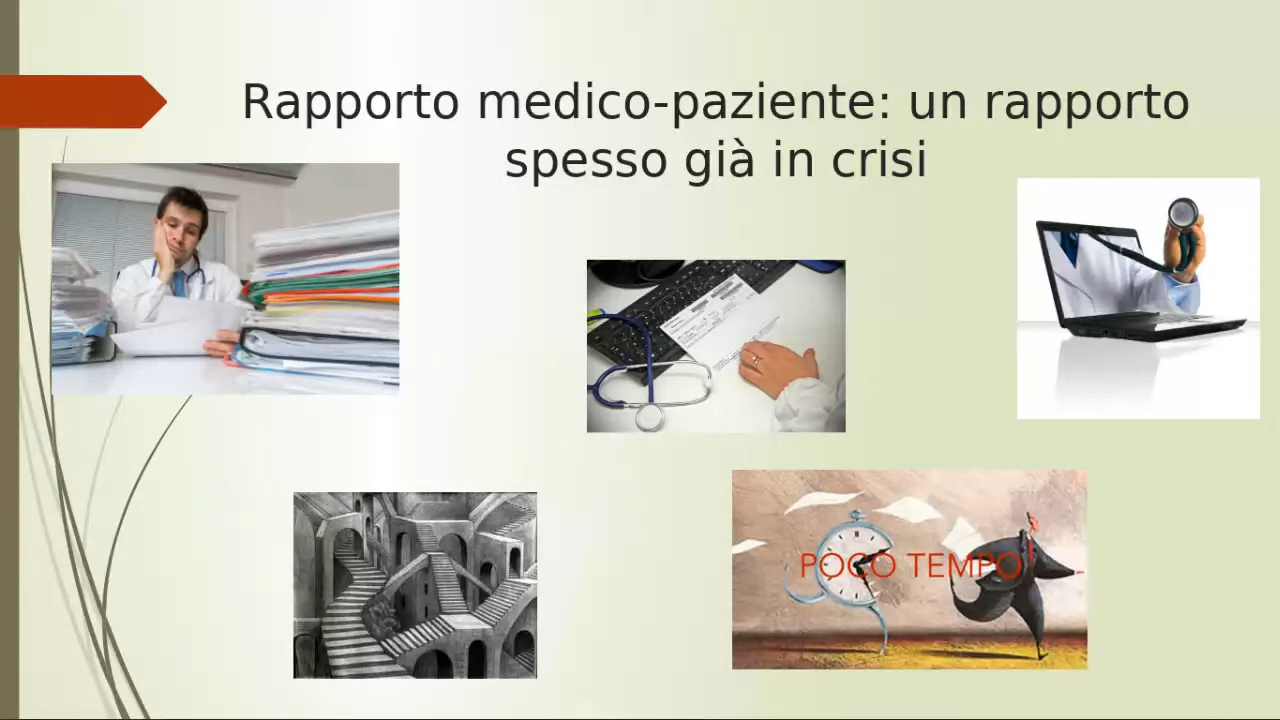 Rapporto medico-paziente: un rapporto
spesso già in crisi
POCO TEMPO